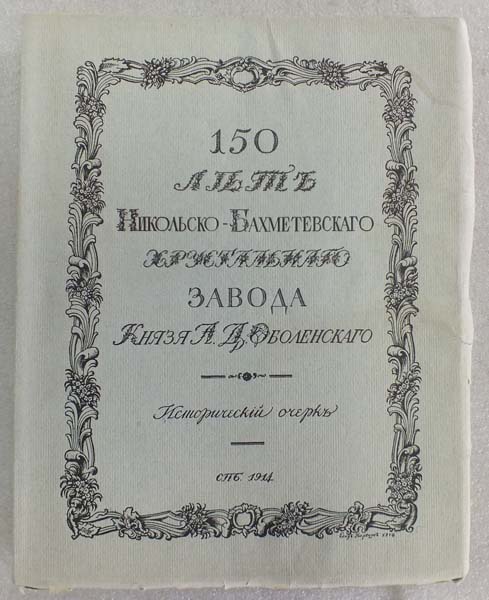 150
ЛѢТЪ
НИКОЛЬСКО-БАХМЕТЕВСКАГО
ХРУСТАЛЬНАГО
ЗАВОДА
КНЯЗЯ А. Д. ОБОЛЕНСКАГО
Историческій очеркъ
СПБ. 1914